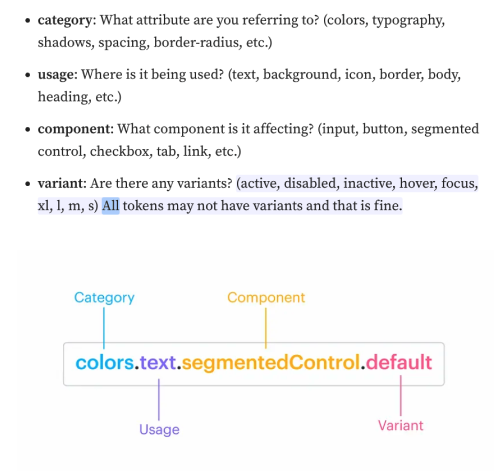 • category: What attribute are you referring to? (colors, typography,
shadows, spacing, border-radius, etc.)
• usage: Where is it being used? (text, background, icon, border, body,
heading, etc.)
• component: What component is it affecting? (input, button, segmented
control, checkbox, tab, link, etc.)
• variant: Are there any variants? (active, disabled, inactive, hover, focus,
xl, l, m, s) All tokens may not have variants and that is fine.
Category
Component
colors.text.segmentedControl.default
Usage
Variant